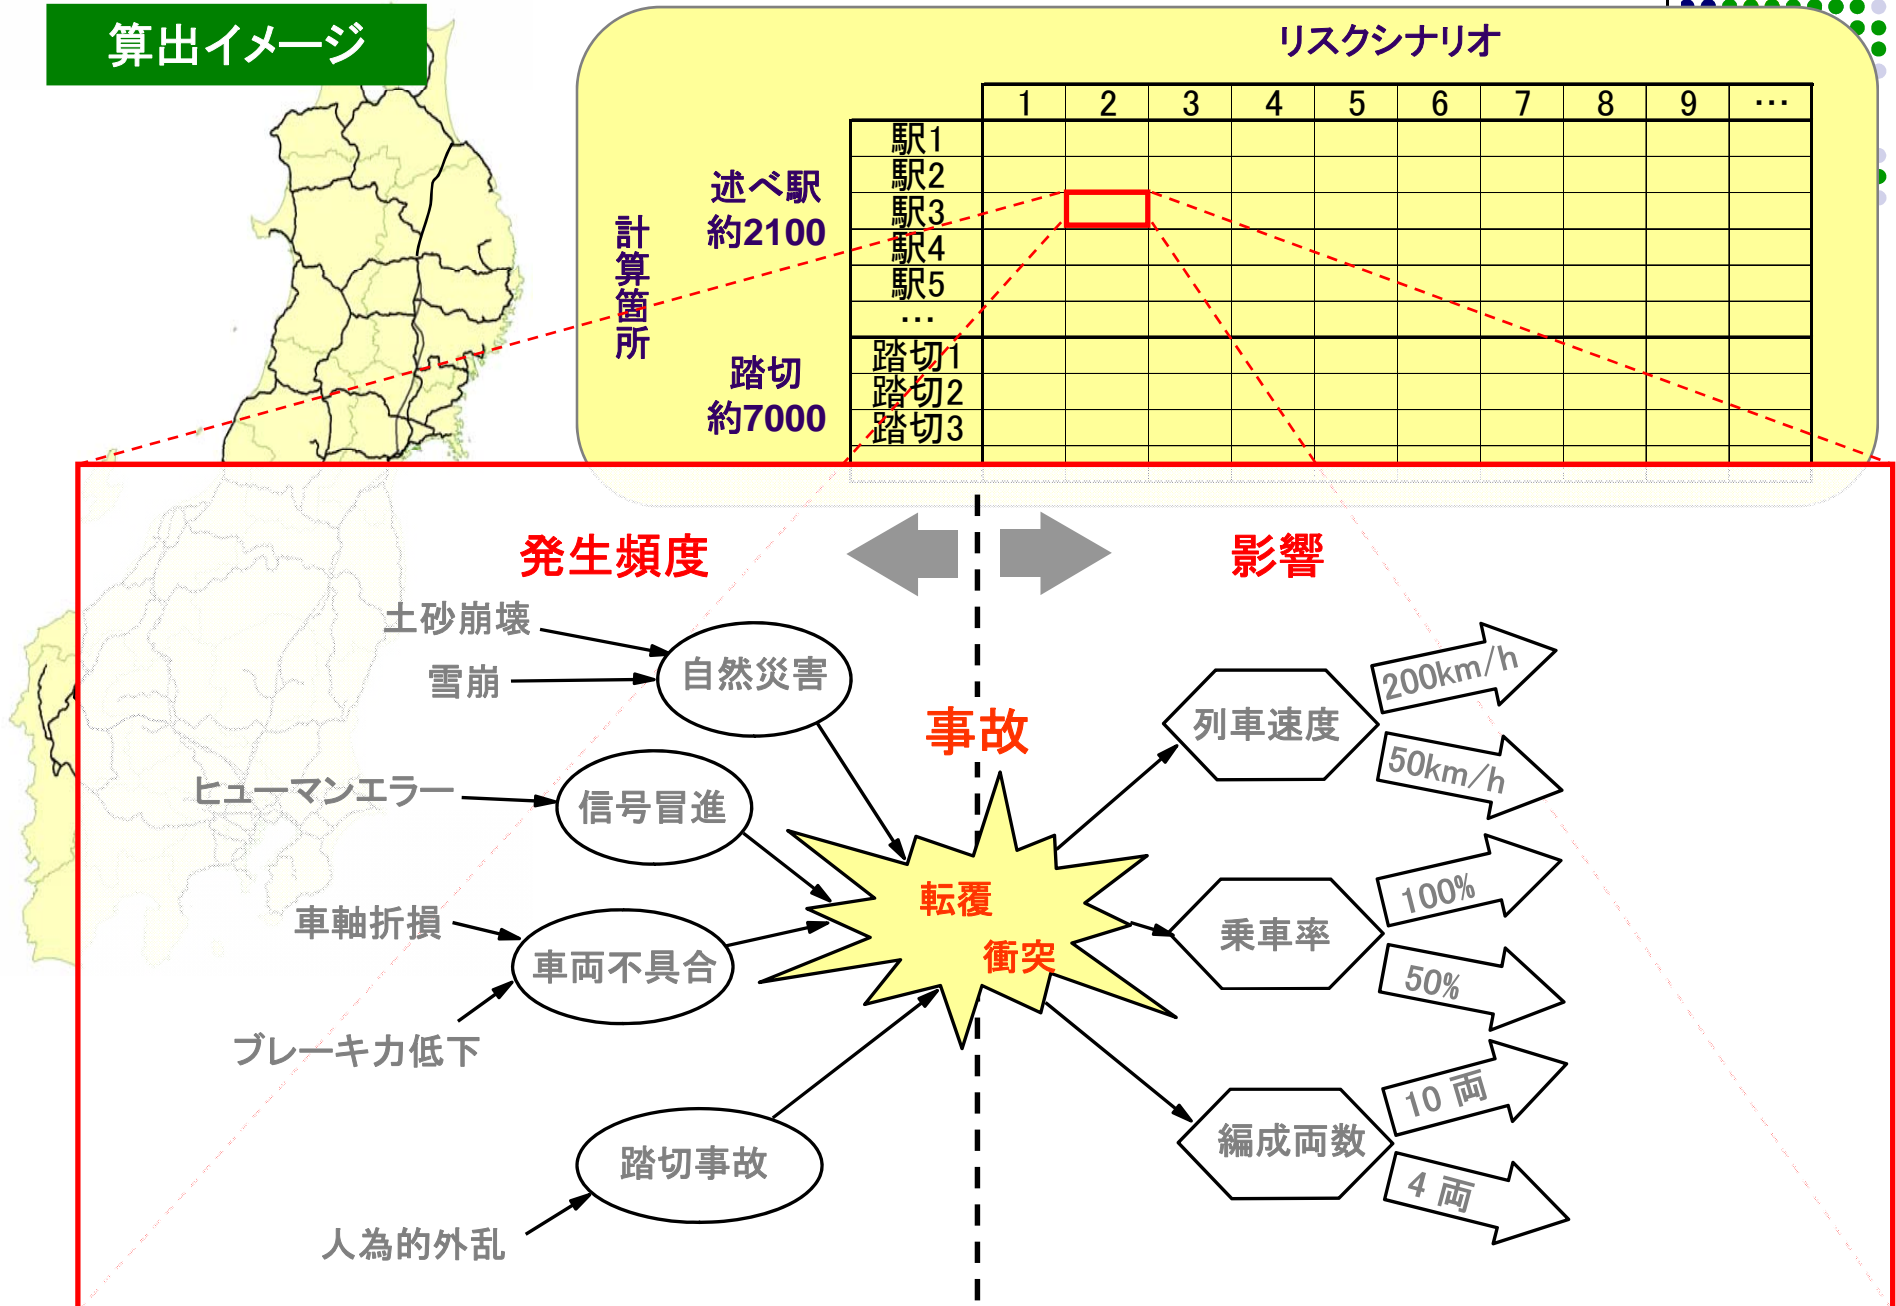 算出イメージ
リスクシナリオ
1 2 3 4 5 6 7 8 9 …
計算箇所
述べ駅
約2100
駅1
駅2
駅3
駅4
駅5
…
踏切
約7000
踏切1
踏切2
踏切3
発生頻度
影響
土砂崩壊
雪崩
自然災害
ヒューマンエラー
信号冒進
車軸折損
車両不具合
ブレーキ力低下
踏切事故
人為的外乱
事故
転覆
衝突
列車速度
200km/h
50km/h
乗車率
100%
50%
編成両数
10 両
4 両